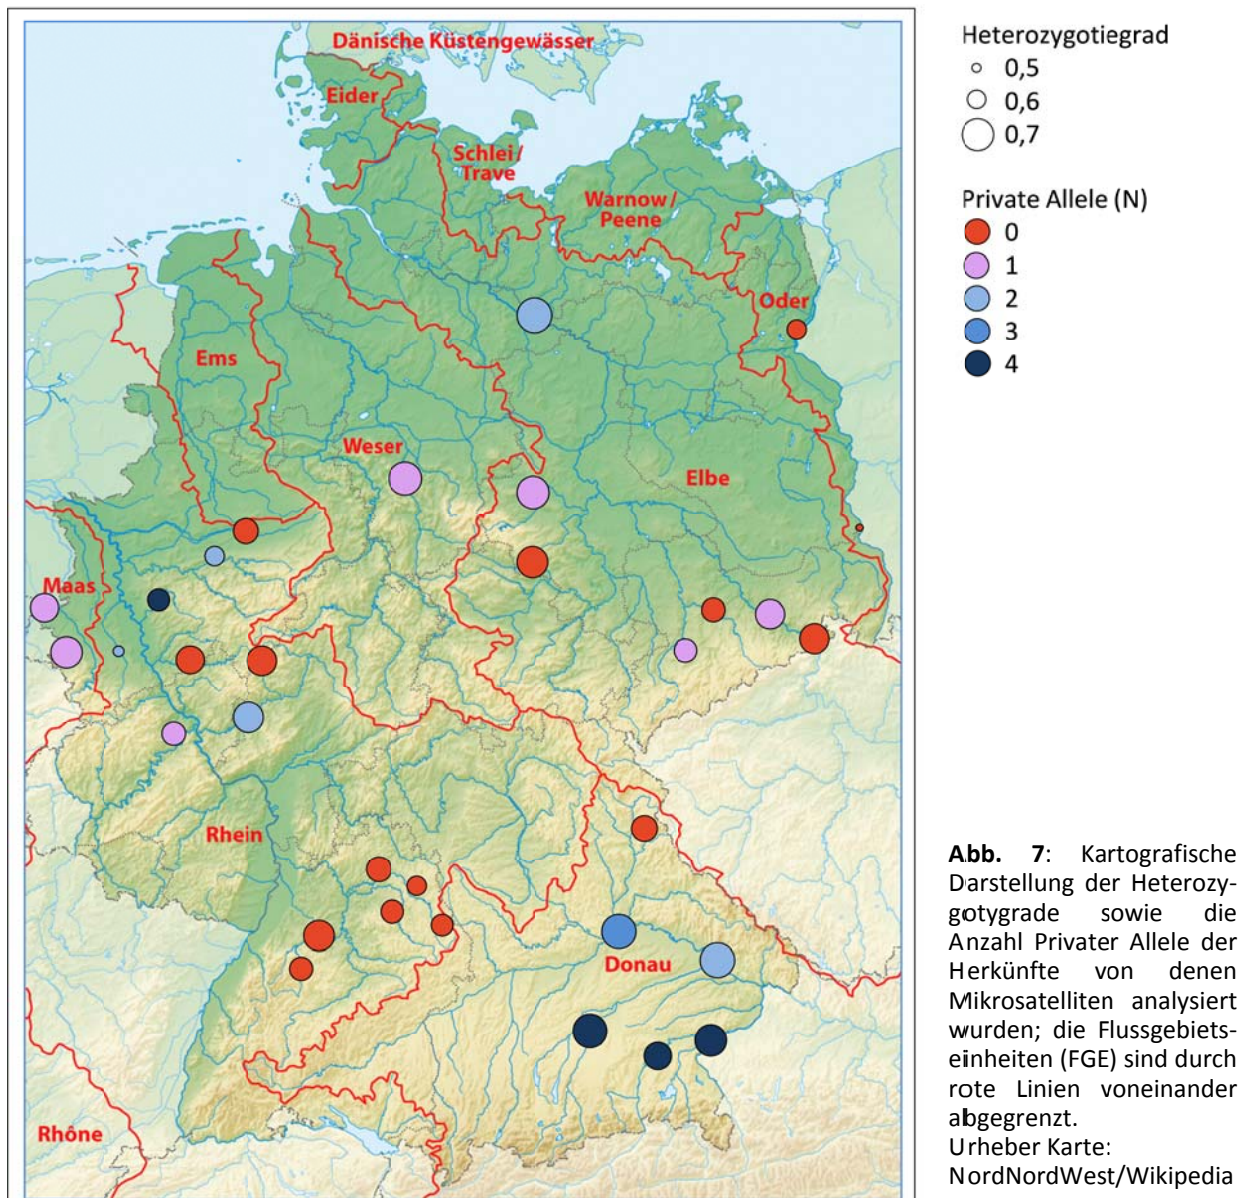 Dänische Küstengewässer
Eider
Schlei/
Trave
Warnow/
Peene
Oder
Ems
Weser
Elbe
Maas
Rhein
Donau
Rhône
Heterozygotiegrad
0,5
0,6
0,7
Private Allele (N)
0
1
2
3
4
Abb. 7: Kartografische
Darstellung der Heterozy-
gotygrade sowie die
Anzahl Privater Allele der
Herkünfte von denen
Mikrosatelliten analysiert
wurden; die Flussgebiets-
einheiten (FGE) sind durch
rote Linien voneinander
abgegrenzt.
Urheber Karte:
NordNordWest/Wikipedia